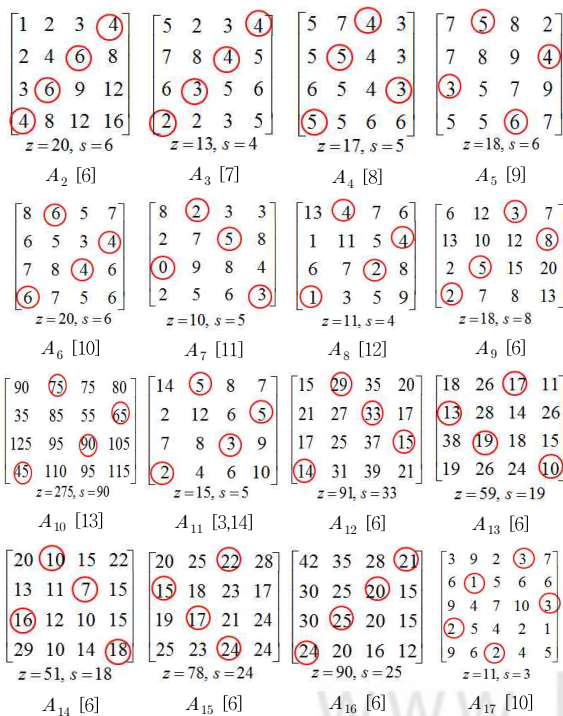 1 2 3 4 5 2 3 4 5 7 4 3 7 5 8 2
2 4 6 8 7 8 4 5 5 5 4 3 7 8 9 4
3 6 9 12 6 3 5 6 6 5 4 3 3 5 7 9
4 8 12 16 2 2 3 5 5 5 6 6 5 5 6 7
z=20, s=6 z=13, s=4 z=17, s=5 z=18, s=6
A2 [6] A3 [7] A4 [8] A5 [9]
8 6 5 7 8 2 3 3 13 4 7 6 6 12 3 7
6 5 3 4 2 7 5 8 1 11 5 4 13 10 12 8
7 8 4 6 0 9 8 4 6 7 2 8 2 5 15 20
6 7 5 6 2 5 6 3 1 3 5 9 2 7 8 13
z=20, s=6 z=10, s=5 z=11, s=4 z=18, s=8
A6 [10] A7 [11] A8 [12] A9 [6]
90 75 75 80 14 5 8 7 15 29 35 20 18 26 17 11
35 85 55 65 2 12 6 5 21 27 33 17 13 28 14 26
125 95 90 105 7 8 3 9 17 25 37 15 38 19 18 15
45 110 95 115 2 4 6 10 14 31 39 21 19 26 24 10
z=275, s=90 z=15, s=5 z=91, s=33 z=59, s=19
A10 [13] A11 [3,14] A12 [6] A13 [6]
20 10 15 22 20 25 22 28 42 35 28 21 3 9 2 3 7
13 11 7 15 15 18 23 17 30 25 20 15 6 1 5 6 6
16 12 10 15 19 17 21 24 30 25 20 15 9 4 7 10 3
29 10 14 18 25 23 24 24 24 20 16 12 2 5 4 2 1
9 6 2 4 5
z=51, s=18 z=78, s=24 z=90, s=25 z=11, s=3
A14 [6] A15 [6] A16 [6] A17 [10]